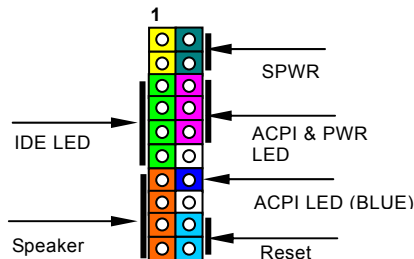 1
SPWR
IDE LED
ACPI & PWR
LED
ACPI LED (BLUE)
Speaker
Reset